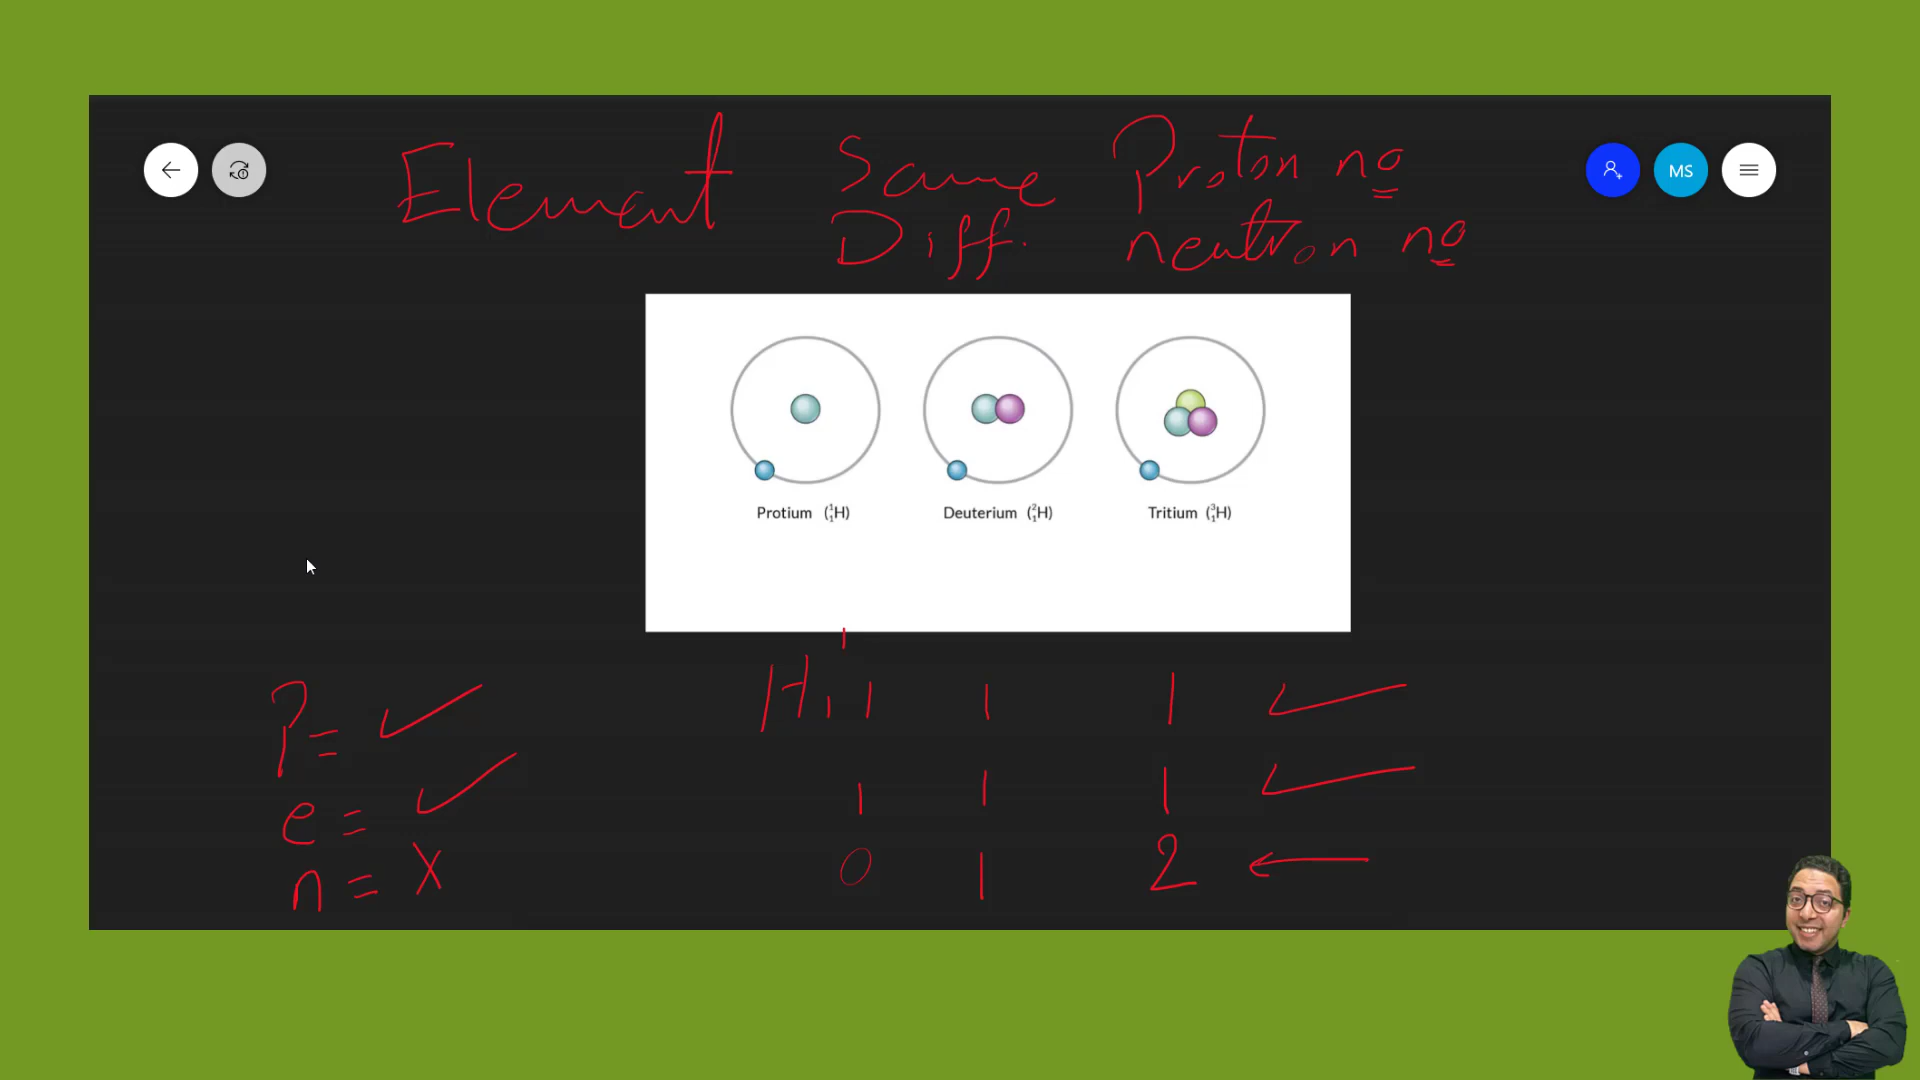 Element Same Proton no
Diff. neutron no
MS
Protium (¹₁H) Deuterium (²₁H) Tritium (³₁H)
P = ✓ H¹₁ 1 1 1 ✓
e = ✓ 1 1 1 ✓
n = X 0 1 2 ←